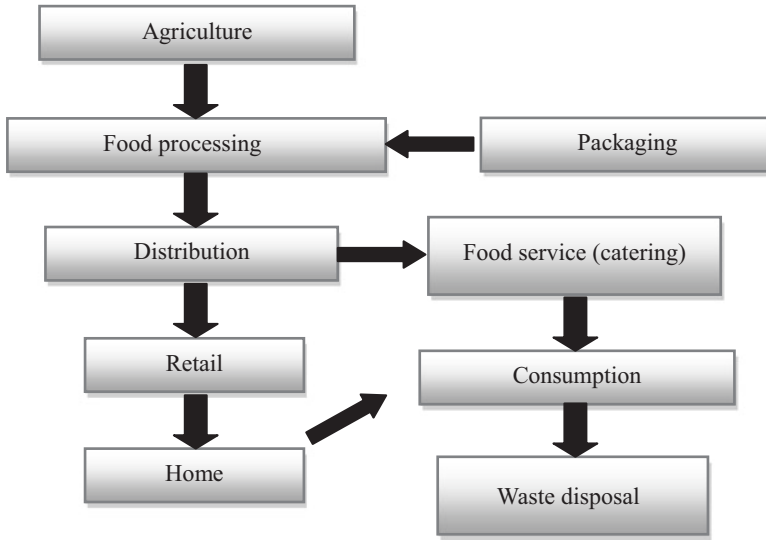 Agriculture
Food processing
Packaging
Distribution
Food service (catering)
Retail
Consumption
Home
Waste disposal